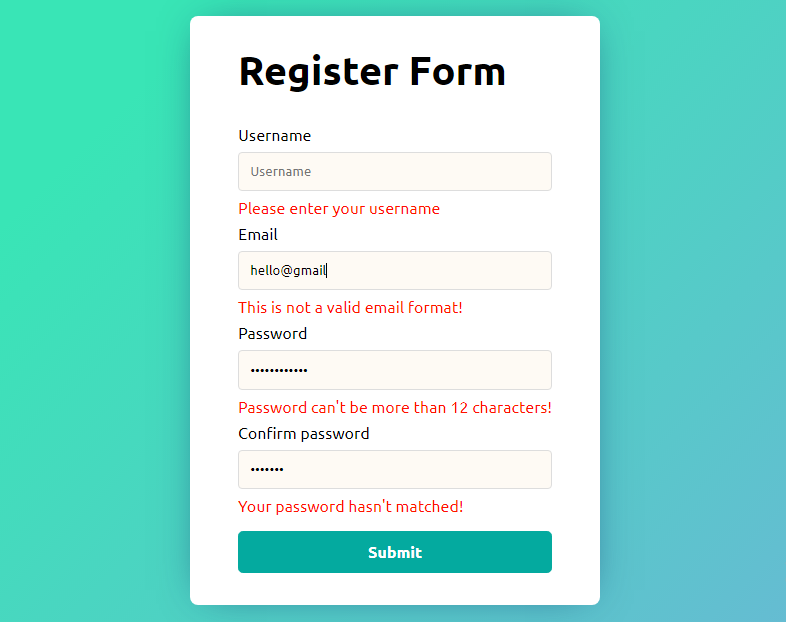 Register Form
Username
Username
Please enter your username
Email
hello@gmail
This is not a valid email format!
Password
••••••••••••
Password can't be more than 12 characters!
Confirm password
•••••••
Your password hasn't matched!
Submit